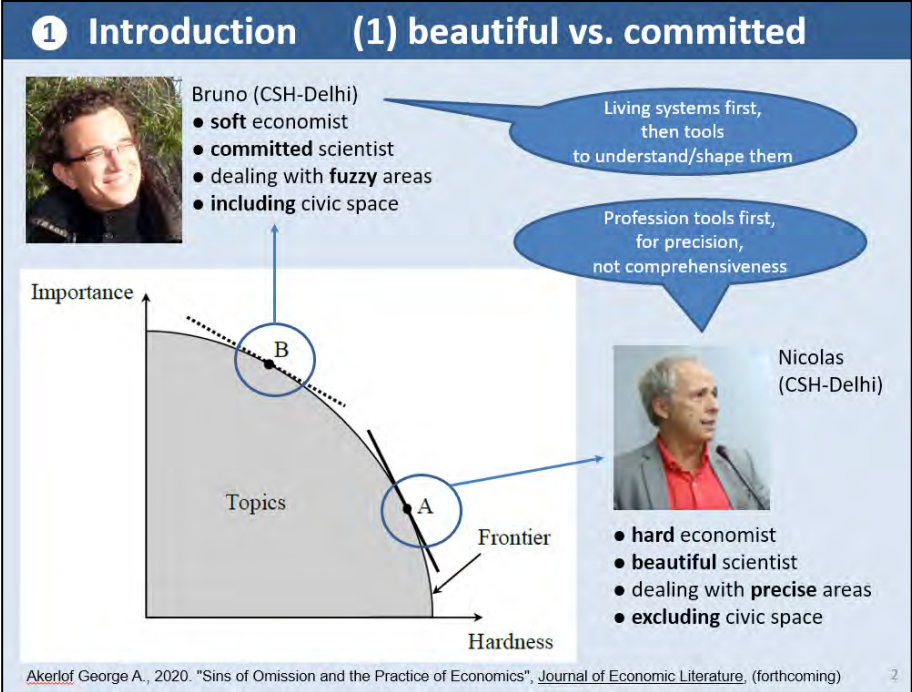 1 Introduction (1) beautiful vs. committed
Bruno (CSH-Delhi)
● soft economist
● committed scientist
● dealing with fuzzy areas
● including civic space
Living systems first,
then tools
to understand/shape them
Profession tools first,
for precision,
not comprehensiveness
Importance
B
Topics
A
Frontier
Hardness
Nicolas
(CSH-Delhi)
● hard economist
● beautiful scientist
● dealing with precise areas
● excluding civic space
Akerlof George A., 2020. "Sins of Omission and the Practice of Economics", Journal of Economic Literature, (forthcoming)
2